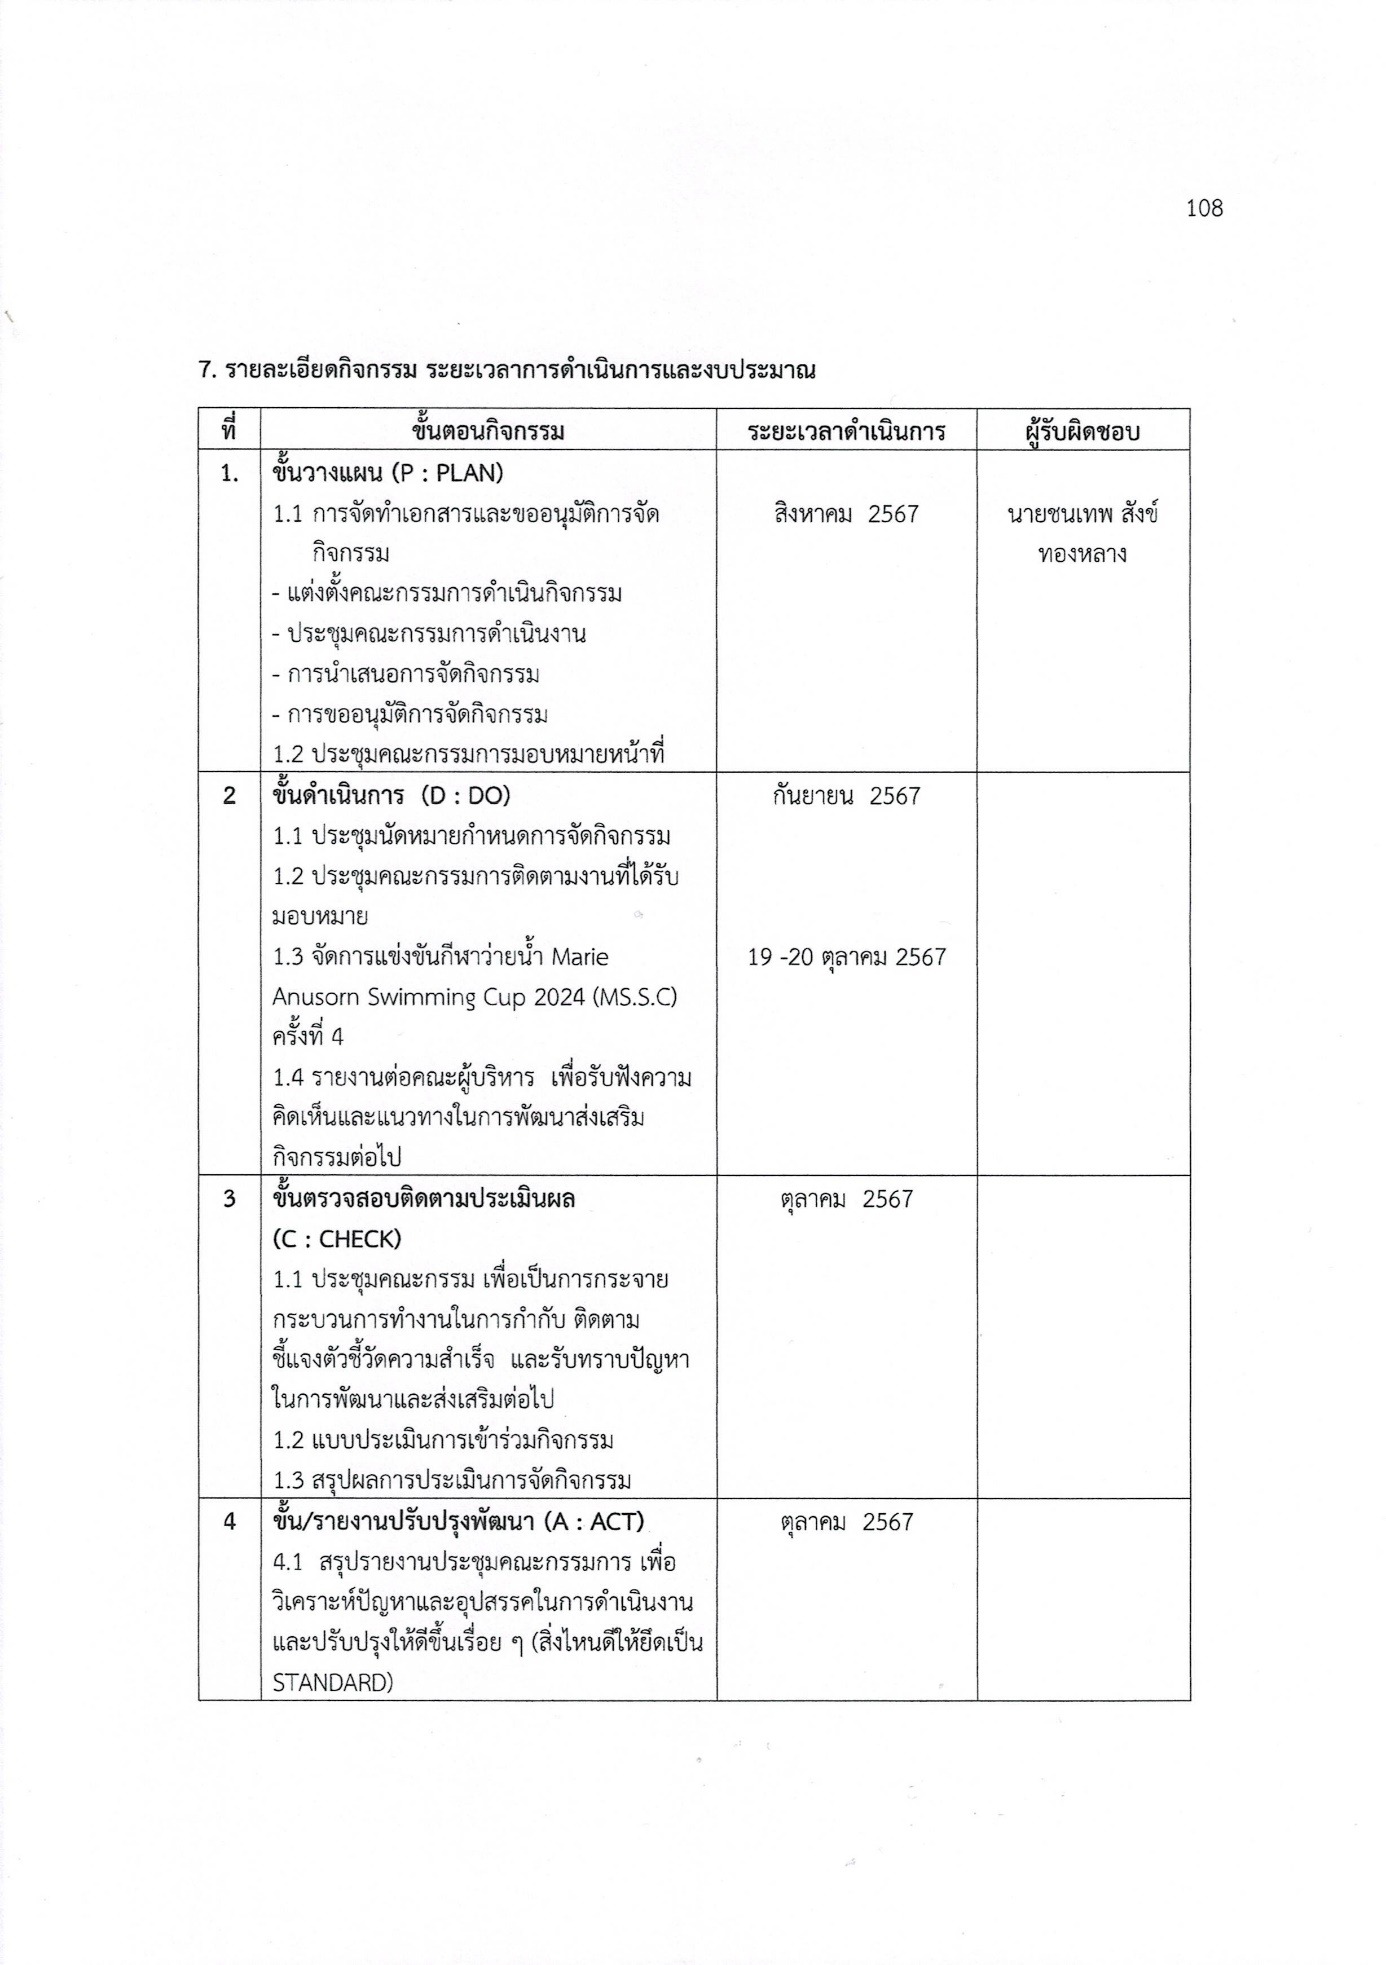 108
7. รายละเอียดกิจกรรม ระยะเวลาการดำเนินการและงบประมาณ
ที่ ขั้นตอนกิจกรรม ระยะเวลาดำเนินการ ผู้รับผิดชอบ
1. ขั้นวางแผน (P : PLAN)
1.1 การจัดทำเอกสารและขออนุมัติการจัด สิงหาคม 2567 นายชนเทพ สังข์
กิจกรรม ทองหลาง
- แต่งตั้งคณะกรรมการดำเนินกิจกรรม
- ประชุมคณะกรรมการดำเนินงาน
- การนำเสนอการจัดกิจกรรม
- การขออนุมัติการจัดกิจกรรม
1.2 ประชุมคณะกรรมการมอบหมายหน้าที่
2 ขั้นดำเนินการ (D : DO) กันยายน 2567
1.1 ประชุมนัดหมายกำหนดการจัดกิจกรรม
1.2 ประชุมคณะกรรมการติดตามงานที่ได้รับ
มอบหมาย
1.3 จัดการแข่งขันกีฬาว่ายน้ำ Marie 19 -20 ตุลาคม 2567
Anusorn Swimming Cup 2024 (MS.S.C)
ครั้งที่ 4
1.4 รายงานต่อคณะผู้บริหาร เพื่อรับฟังความ
คิดเห็นและแนวทางในการพัฒนาส่งเสริม
กิจกรรมต่อไป
3 ขั้นตรวจสอบติดตามประเมินผล ตุลาคม 2567
(C : CHECK)
1.1 ประชุมคณะกรรม เพื่อเป็นการกระจาย
กระบวนการทำงานในการกำกับ ติดตาม
ชี้แจงตัวชี้วัดความสำเร็จ และรับทราบปัญหา
ในการพัฒนาและส่งเสริมต่อไป
1.2 แบบประเมินการเข้าร่วมกิจกรรม
1.3 สรุปผลการประเมินการจัดกิจกรรม
4 ขั้น/รายงานปรับปรุงพัฒนา (A : ACT) ตุลาคม 2567
4.1 สรุปรายงานประชุมคณะกรรมการ เพื่อ
วิเคราะห์ปัญหาและอุปสรรคในการดำเนินงาน
และปรับปรุงให้ดีขึ้นเรื่อย ๆ (สิ่งไหนดีให้ยึดเป็น
STANDARD)